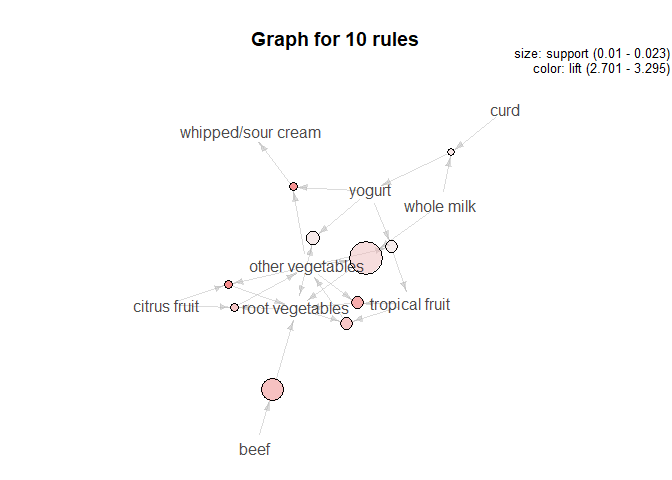 Graph for 10 rules
size: support (0.01 - 0.023)
color: lift (2.701 - 3.295)
curd
whipped/sour cream
yogurt
whole milk
other vegetables
citrus fruit
root vegetables
tropical fruit
beef